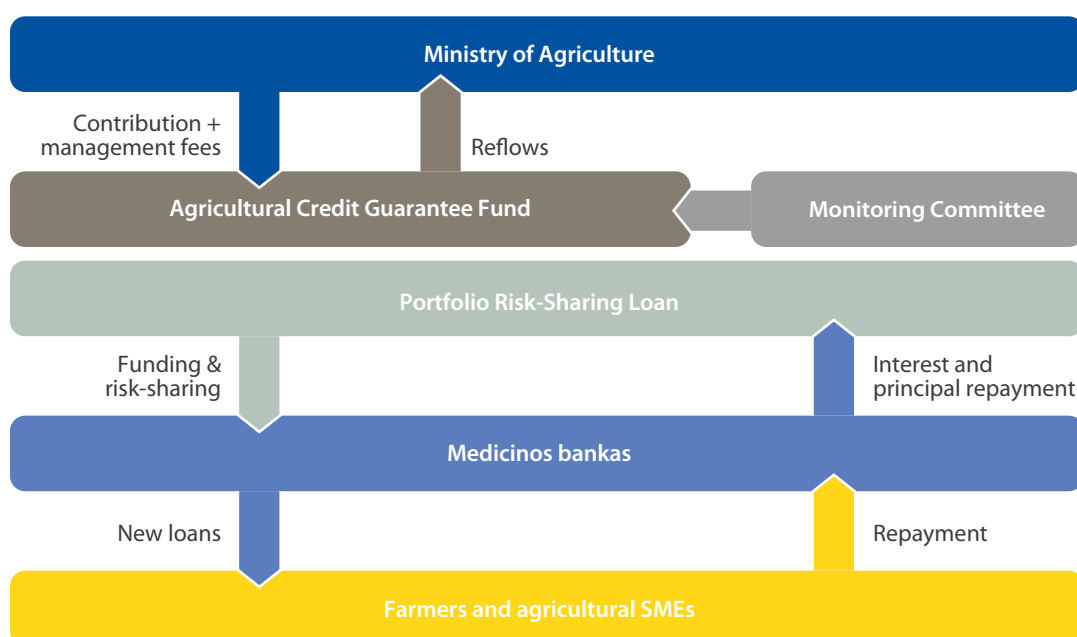 Ministry of Agriculture
Contribution +
management fees
Reflows
Agricultural Credit Guarantee Fund
Monitoring Committee
Portfolio Risk-Sharing Loan
Funding &
risk-sharing
Interest and
principal repayment
Medicinos bankas
New loans
Repayment
Farmers and agricultural SMEs